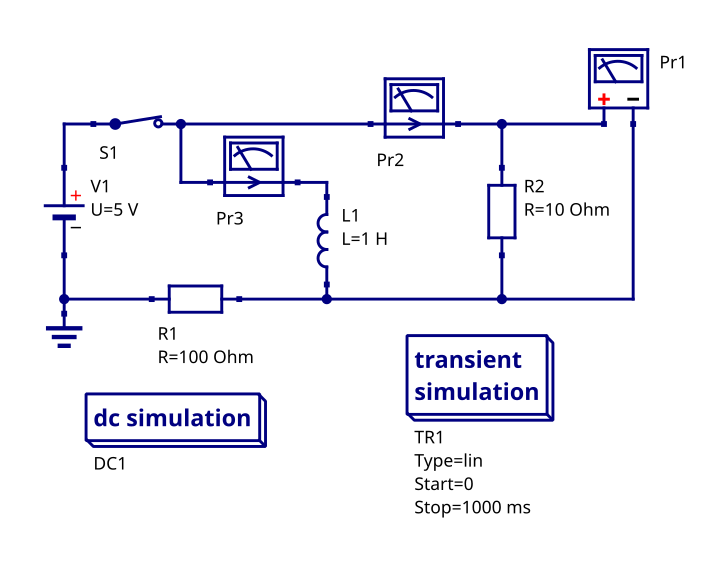 Pr1
+ −
S1
Pr2
V1
U=5 V
+
−
Pr3
L1
L=1 H
R2
R=10 Ohm
R1
R=100 Ohm
dc simulation
DC1
transient
simulation
TR1
Type=lin
Start=0
Stop=1000 ms